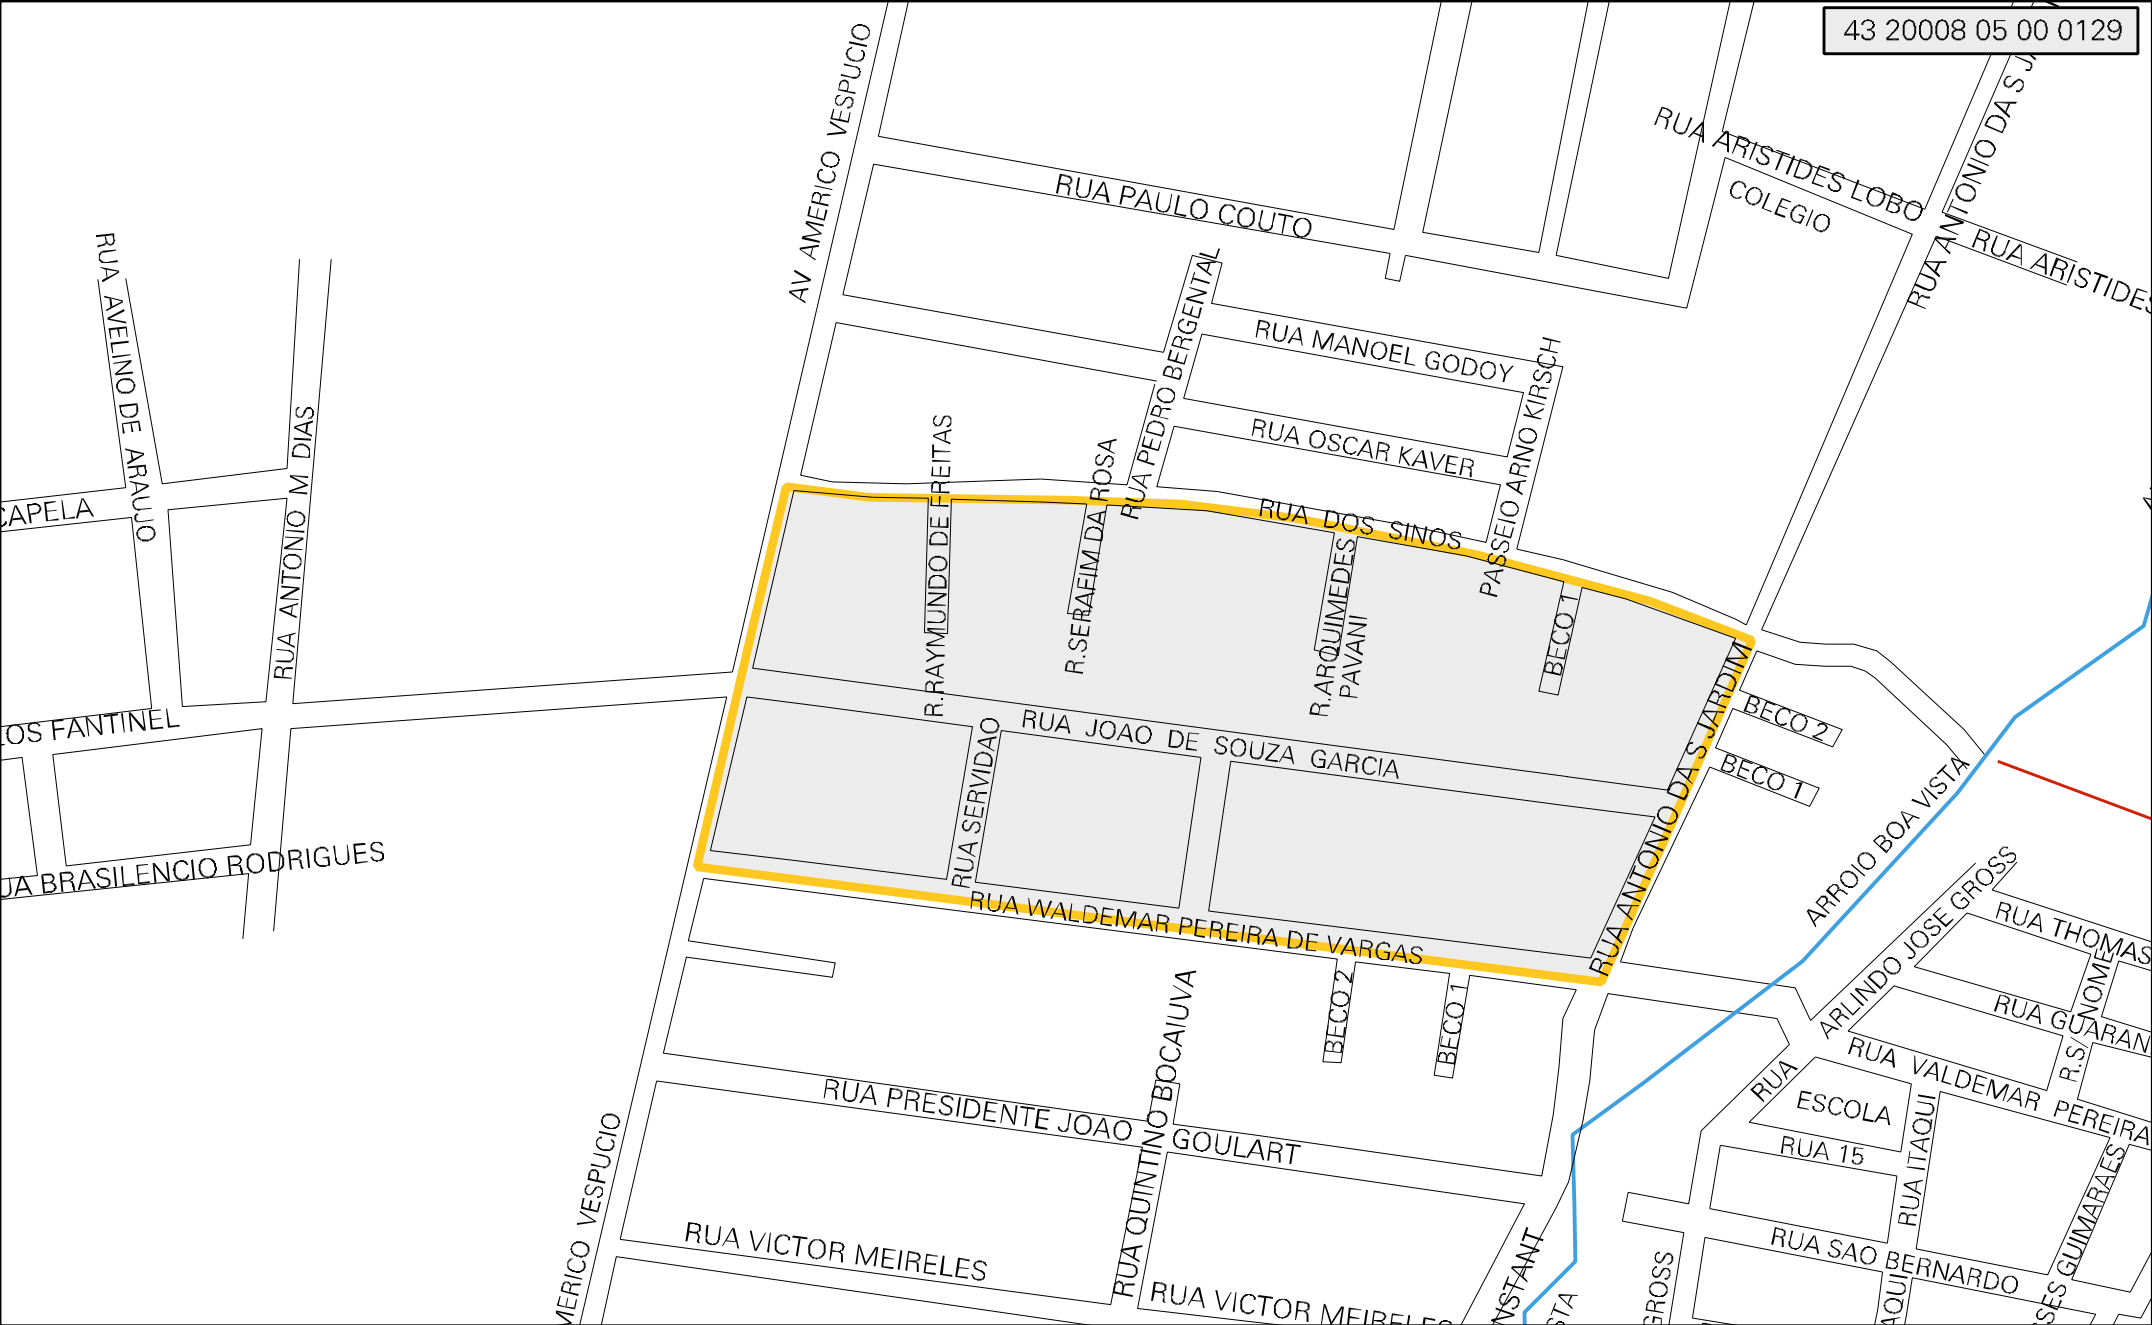 43 20008 05 00 0129
AV AMERICO VESPUCIO
RUA ANTONIO DA S
RUA ARISTIDES LOBO
COLEGIO
RUA ARISTIDES
RUA PAULO COUTO
RUA PEDRO BERGENTAL
RUA MANOEL GODOY
PASSEIO ARNO KIRSCH
RUA OSCAR KAVER
RUA AVELINO DE ARAUJO
RUA ANTONIO M DIAS
CAPELA
OS FANTINEL
UA BRASILENCIO RODRIGUES
R.RAYMUNDO DE FREITAS
R.SERAFIM DA ROSA
RUA DOS SINOS
R.ARQUIMEDES
PAVANI
BECO 1
RUA JOAO DE SOUZA GARCIA
RUA SERVIDAO
RUA ANTONIO DA S JARDIM
BECO 2
BECO 1
ARROIO BOA VISTA
RUA WALDEMAR PEREIRA DE VARGAS
BECO 2
BECO 1
ARLINDO JOSE GROSS
RUA
RUA THOMAS
R.S/ NOME
RUA GUARAN
RUA VALDEMAR PEREIRA
ESCOLA
RUA 15
RUA ITAQUI
RUA SAO BERNARDO
SES GUIMARAES
AQUI
GROSS
RUA PRESIDENTE JOAO GOULART
RUA QUINTINO BOCAIUVA
MERICO VESPUCIO
RUA VICTOR MEIRELES
RUA VICTOR MEIRELES
NSTANT
STA